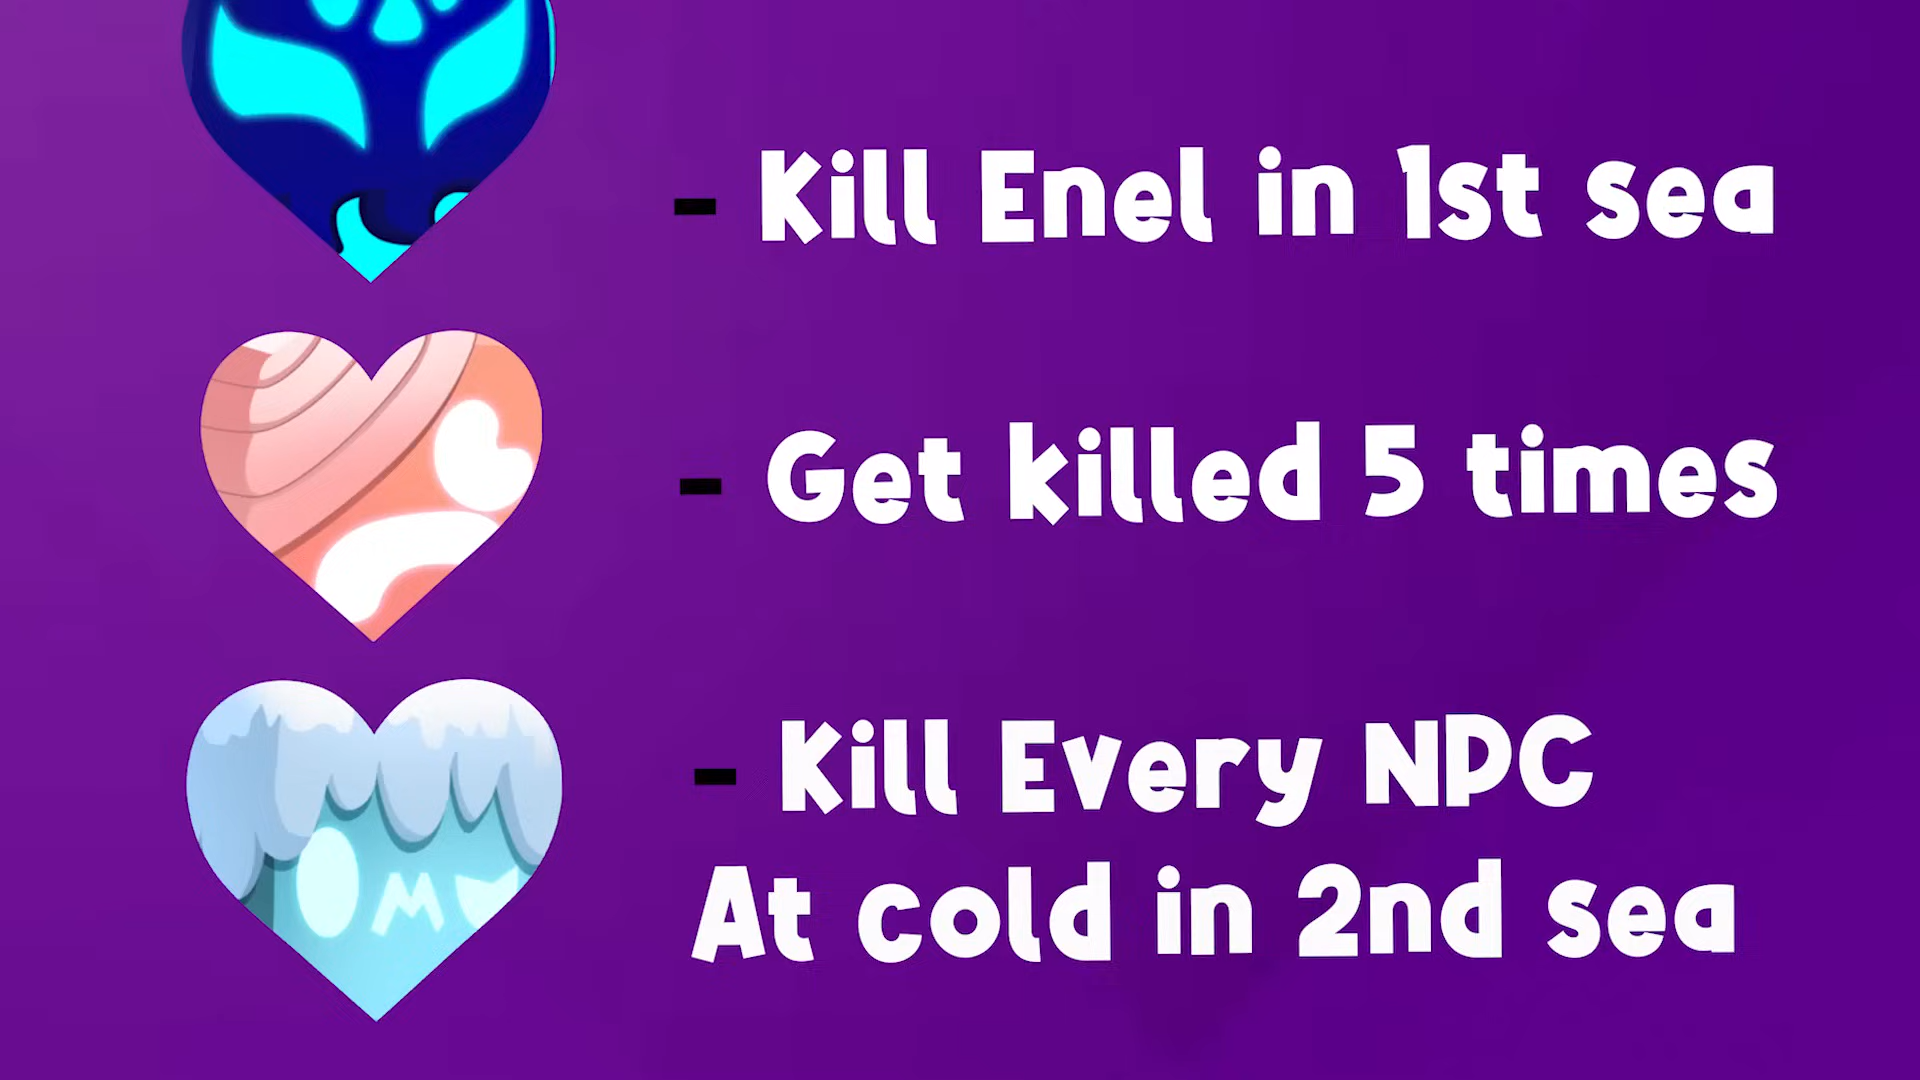 - Kill Enel in 1st sea
- Get killed 5 times
- Kill Every NPC
At cold in 2nd sea